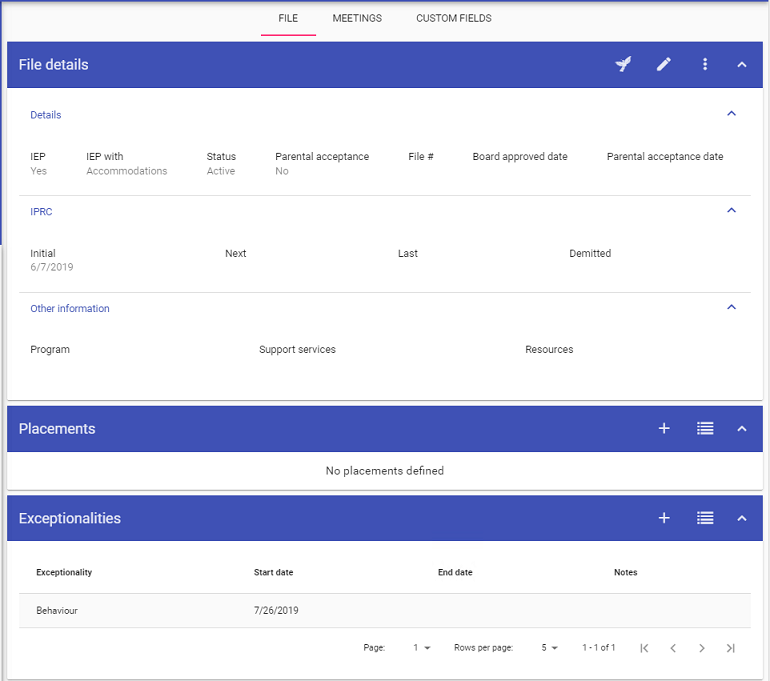 FILE MEETINGS CUSTOM FIELDS
File details
Details
IEP IEP with Status Parental acceptance File # Board approved date Parental acceptance date
Yes Accommodations Active No
IPRC
Initial Next Last Demitted
6/7/2019
Other information
Program Support services Resources
Placements
No placements defined
Exceptionalities
Exceptionality Start date End date Notes
Behaviour 7/26/2019
Page: 1 Rows per page: 5 1 - 1 of 1